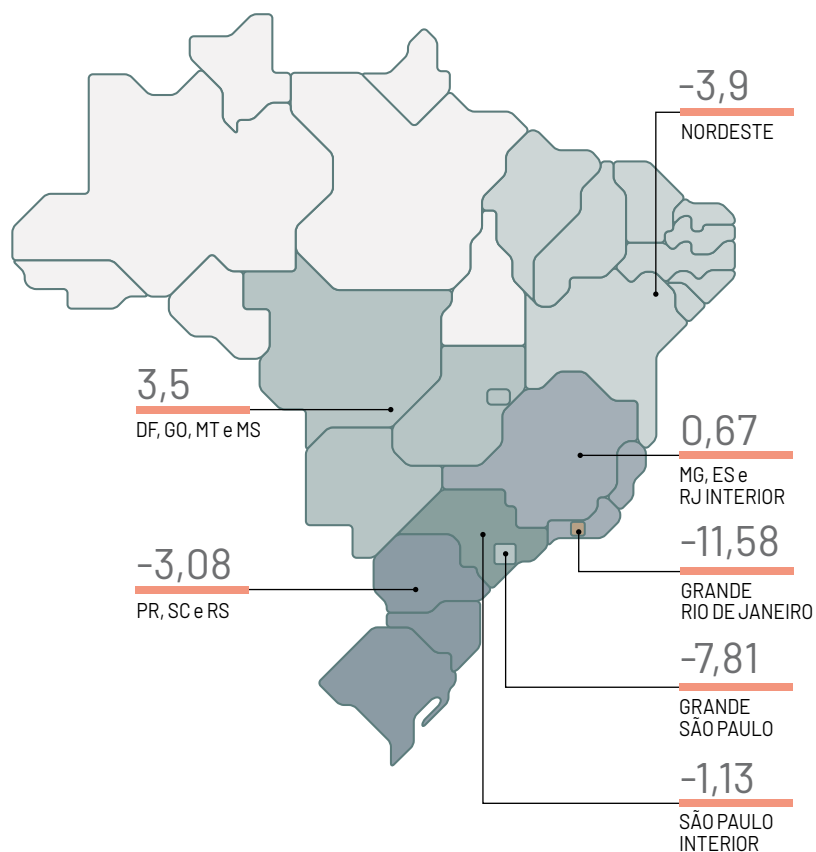 -3,9
NORDESTE
3,5
DF, GO, MT e MS
0,67
MG, ES e
RJ INTERIOR
-11,58
GRANDE
RIO DE JANEIRO
-3,08
PR, SC e RS
-7,81
GRANDE
SÃO PAULO
-1,13
SÃO PAULO
INTERIOR